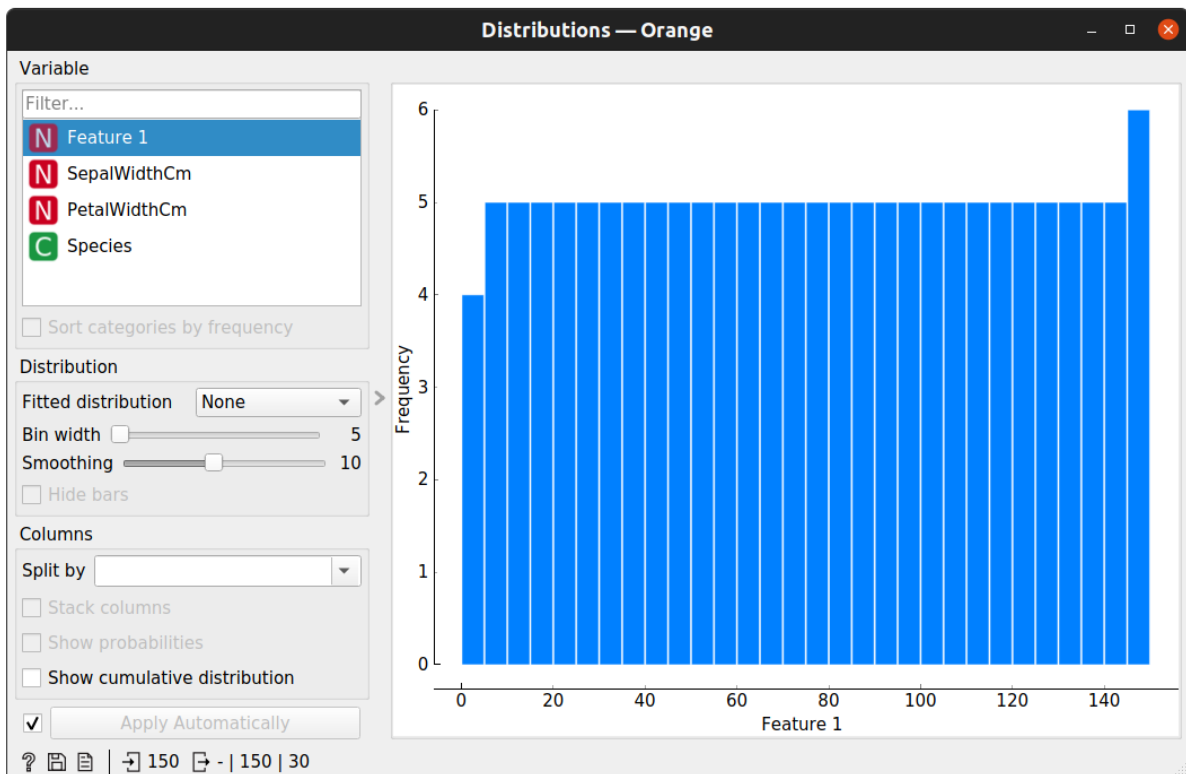 Distributions — Orange
Variable
Filter...
N Feature 1
N SepalWidthCm
N PetalWidthCm
C Species
Sort categories by frequency
Distribution
Fitted distribution None
Bin width 5
Smoothing 10
Hide bars
Columns
Split by
Stack columns
Show probabilities
Show cumulative distribution
Apply Automatically
? 150 - | 150 | 30
6
5
4
3
2
1
0
Frequency
0 20 40 60 80 100 120 140
Feature 1